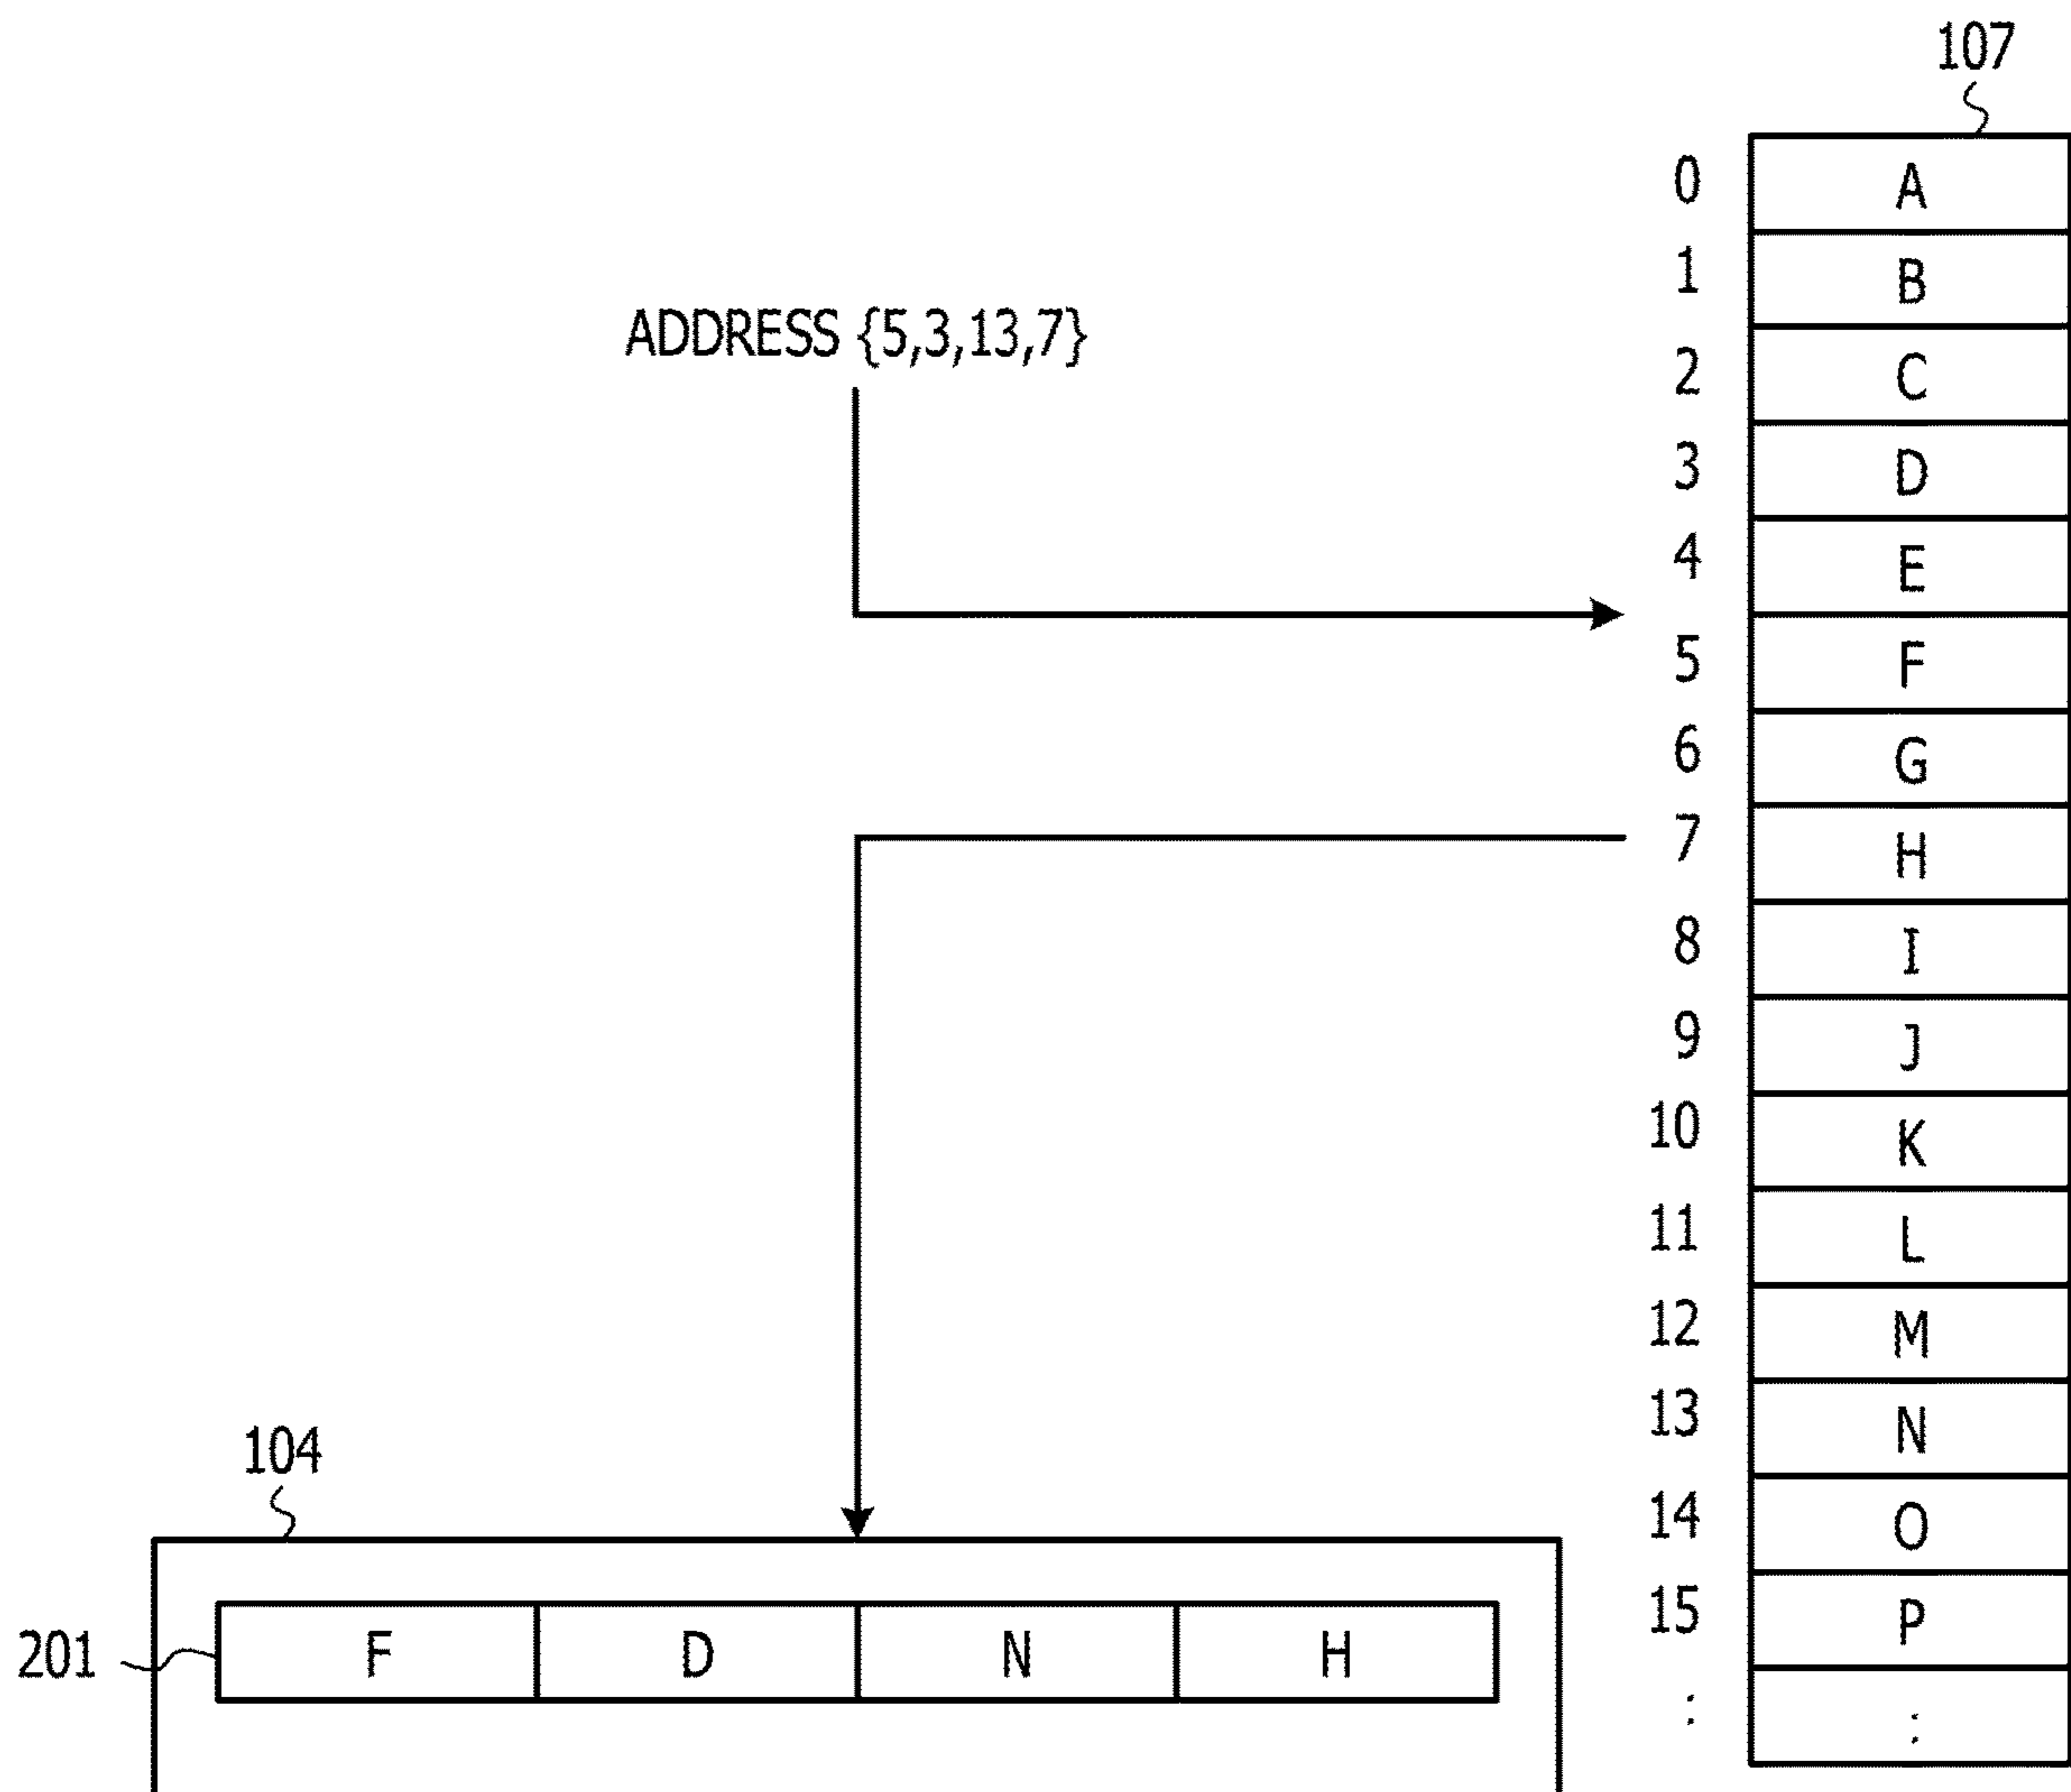 107
0 A
1 B
ADDRESS {5,3,13,7}
2 C
3 D
4 E
5 F
6 G
7 H
8 I
9 J
10 K
11 L
12 M
13 N
104
14 O
15 P
201 F D N H
: :